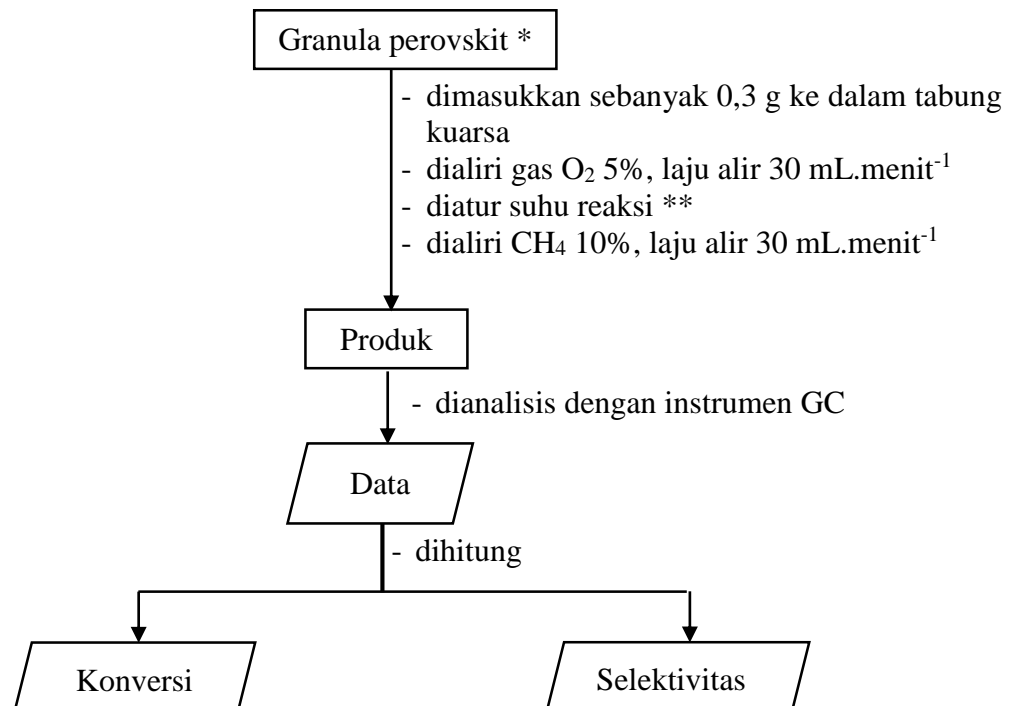 Granula perovskit *
- dimasukkan sebanyak 0,3 g ke dalam tabung
kuarsa
- dialiri gas O₂ 5%, laju alir 30 mL.menit⁻¹
- diatur suhu reaksi **
- dialiri CH₄ 10%, laju alir 30 mL.menit⁻¹
Produk
- dianalisis dengan instrumen GC
Data
- dihitung
Konversi
Selektivitas